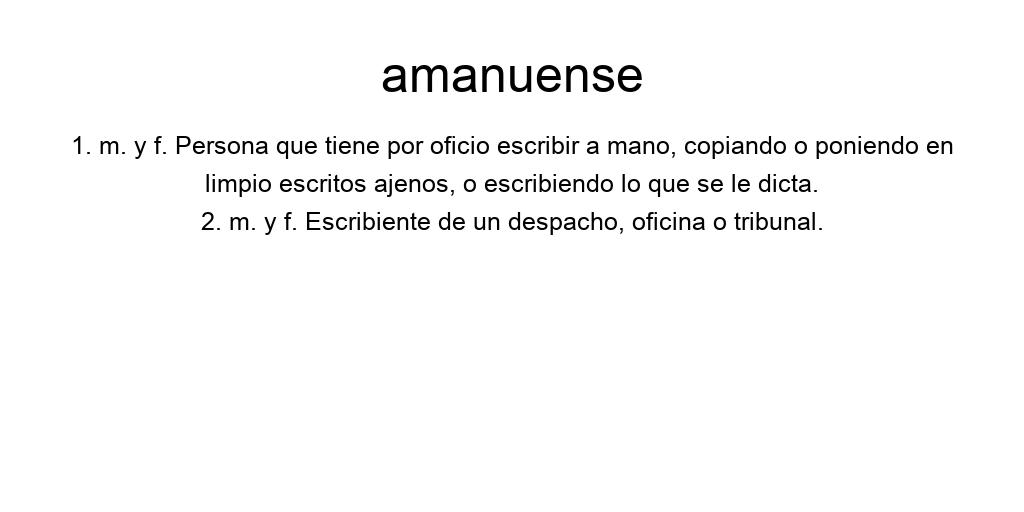 amanuense
1. m. y f. Persona que tiene por oficio escribir a mano, copiando o poniendo en
limpio escritos ajenos, o escribiendo lo que se le dicta.
2. m. y f. Escribiente de un despacho, oficina o tribunal.